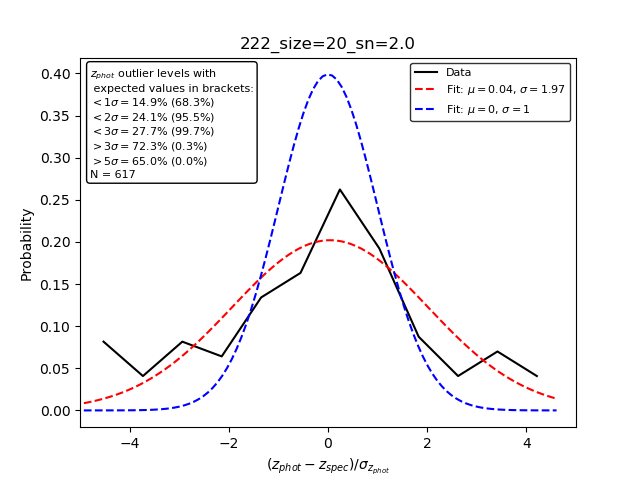 222_size=20_sn=2.0
z_phot outlier levels with
expected values in brackets:
< 1σ = 14.9% (68.3%)
< 2σ = 24.1% (95.5%)
< 3σ = 27.7% (99.7%)
> 3σ = 72.3% (0.3%)
> 5σ = 65.0% (0.0%)
N = 617
Data
Fit: μ = 0.04, σ = 1.97
Fit: μ = 0, σ = 1
Probability
0.40
0.35
0.30
0.25
0.20
0.15
0.10
0.05
0.00
−4 −2 0 2 4
(z_phot − z_spec)/σ_z_phot